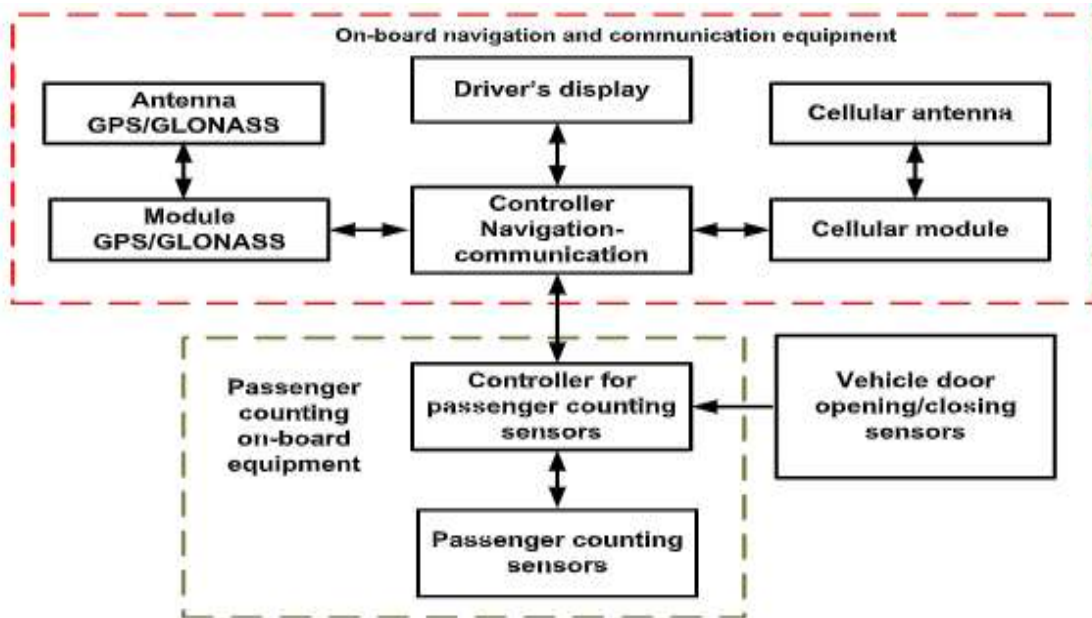 On-board navigation and communication equipment
Antenna
GPS/GLONASS
Driver's display
Cellular antenna
Module
GPS/GLONASS
Controller
Navigation-
communication
Cellular module
Passenger
counting
on-board
equipment
Controller for
passenger counting
sensors
Vehicle door
opening/closing
sensors
Passenger counting
sensors